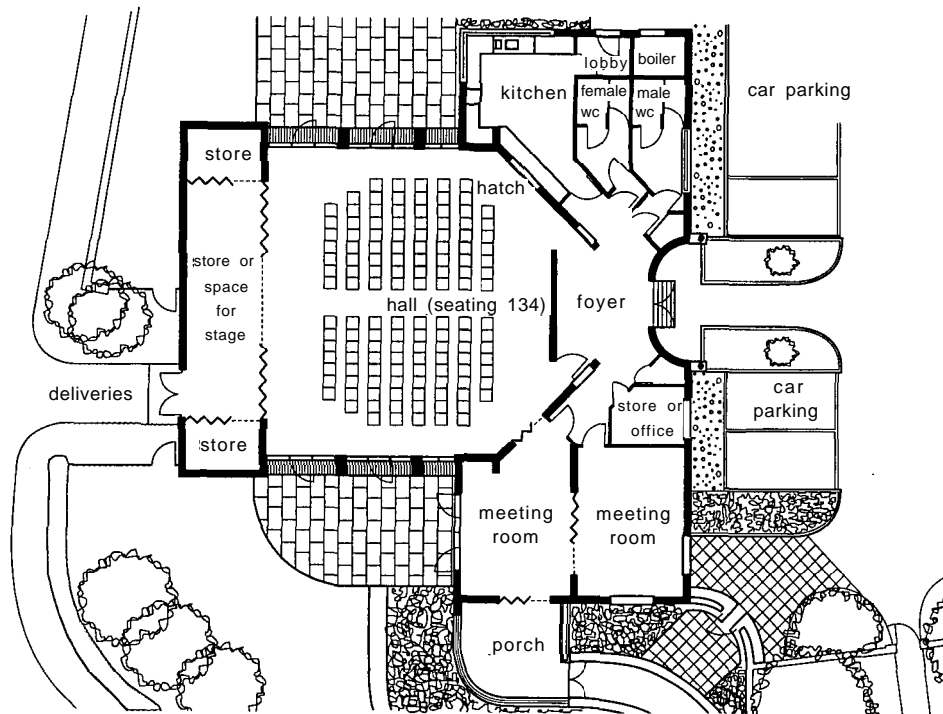 lobby
boiler
kitchen
female
wc
male
wc
car parking
store
hatch
store or
space
for
stage
hall (seating 134)
foyer
deliveries
car
parking
store or
office
store
meeting
room
meeting
room
porch